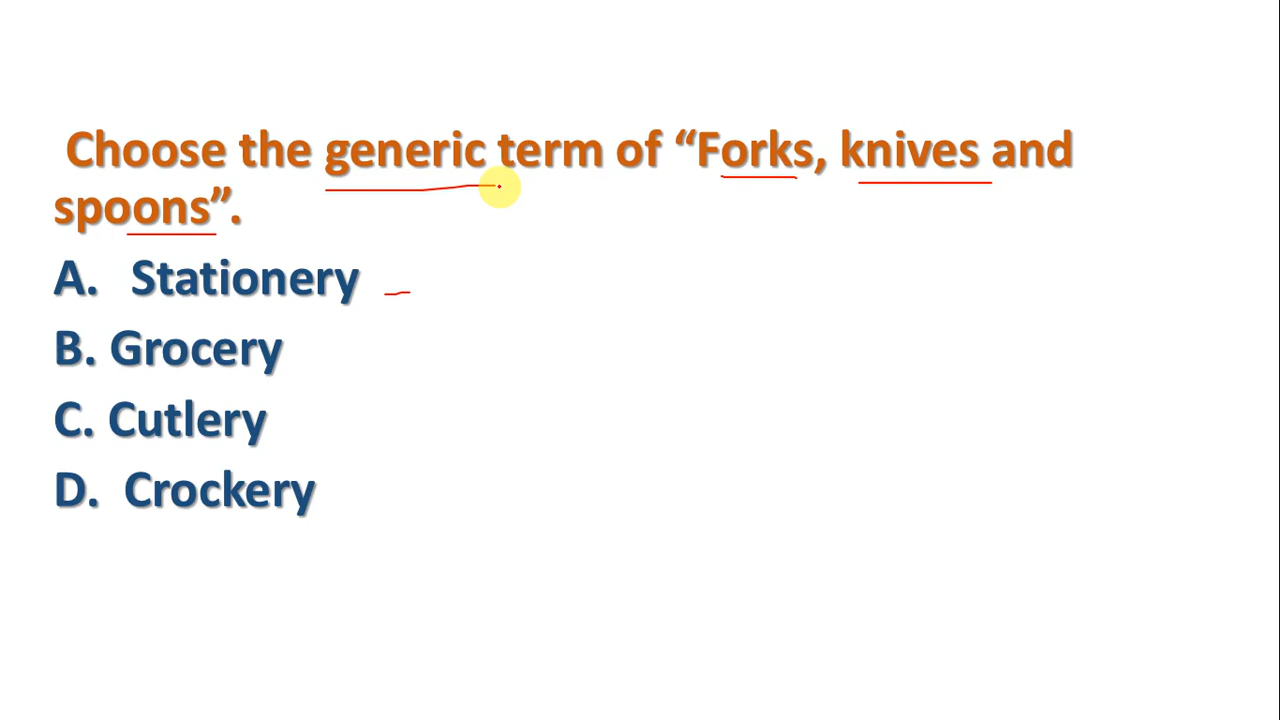 Choose the generic term of “Forks, knives and
spoons”.
A. Stationery
B. Grocery
C. Cutlery
D. Crockery